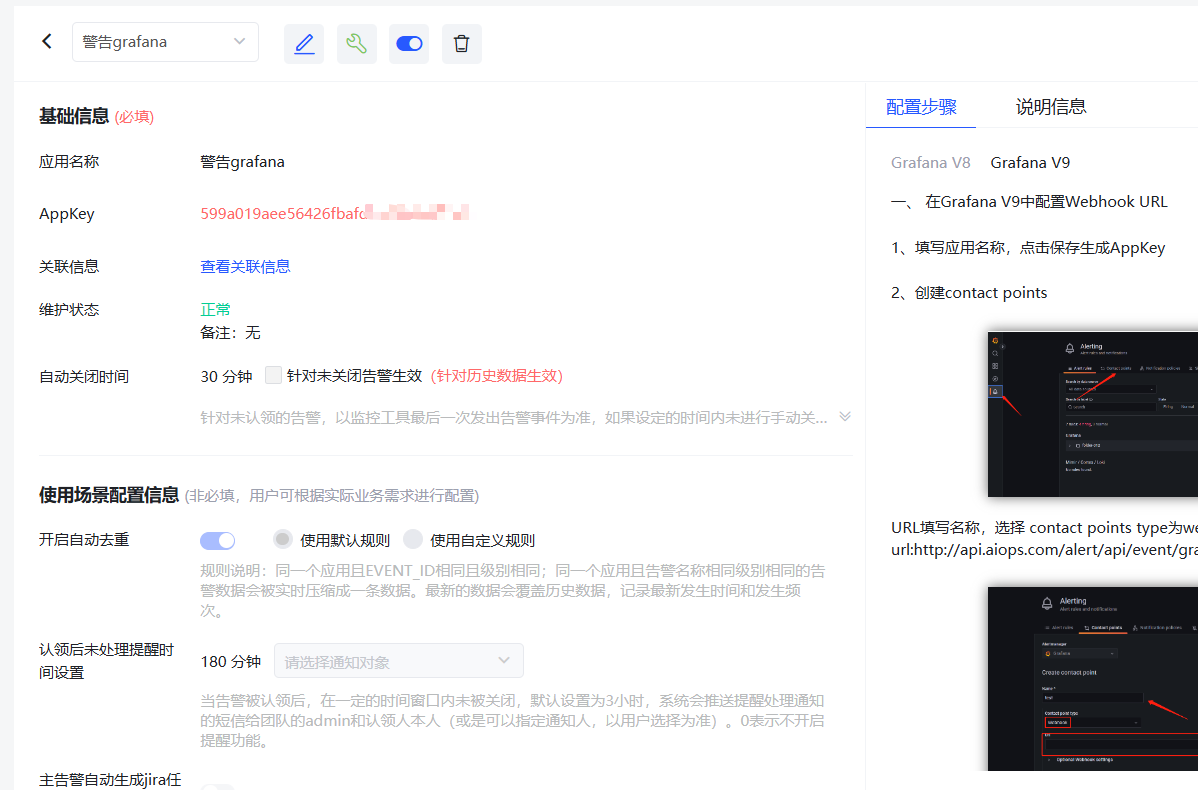 警告grafana
基础信息 (必填)
应用名称 警告grafana
AppKey 599a019aee56426fbafc
关联信息 查看关联信息
维护状态 正常
备注：无
自动关闭时间 30 分钟 针对未关闭告警生效 (针对历史数据生效)
针对未认领的告警，以监控工具最后一次发出告警事件为准，如果设定的时间内未进行手动关...
使用场景配置信息 (非必填，用户可根据实际业务需求进行配置)
开启自动去重 使用默认规则 使用自定义规则
规则说明：同一个应用且EVENT_ID相同且级别相同；同一个应用且告警名称相同级别相同的告
警数据会被实时压缩成一条数据。最新的数据会覆盖历史数据，记录最新发生时间和发生频
次。
认领后未处理提醒时
间设置
180 分钟 请选择通知对象
当告警被认领后，在一定的时间窗口内未被关闭，默认设置为3小时，系统会推送提醒处理通知
的短信给团队的admin和认领人本人（或是可以指定通知人，以用户选择为准）。0表示不开启
提醒功能。
主告警自动生成jira任
配置步骤 说明信息
Grafana V8 Grafana V9
一、 在Grafana V9中配置Webhook URL
1、填写应用名称，点击保存生成AppKey
2、创建contact points
Alerting
Alert rules and notifications
Alert rules Contact points Notification policies
Grafana
URL填写名称，选择 contact points type为we
url:http://api.aiops.com/alert/api/event/gra
Alerting
Alert rules and notifications
Alert rules Contact points Notification policies
Alertmanager
Grafana
Create contact point
Name *
test
Contact point type
Webhook
Url
Optional Webhook settings